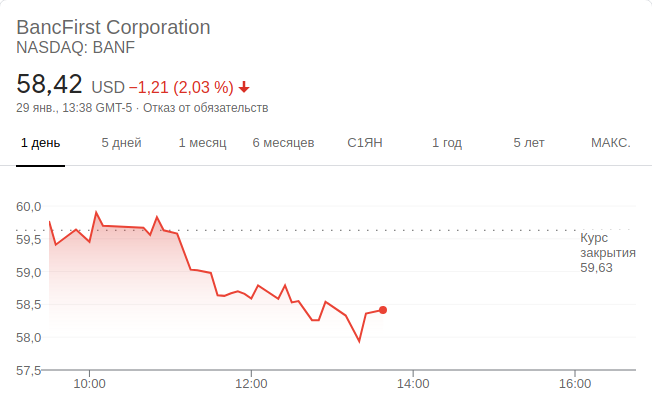 BancFirst Corporation
NASDAQ: BANF
58,42 USD −1,21 (2,03 %)
29 янв., 13:38 GMT-5 · Отказ от обязательств
1 день 5 дней 1 месяц 6 месяцев С1ЯН 1 год 5 лет МАКС.
60,0
59,5
59,0
58,5
58,0
57,5
Курс
закрытия
59,63
10:00 12:00 14:00 16:00